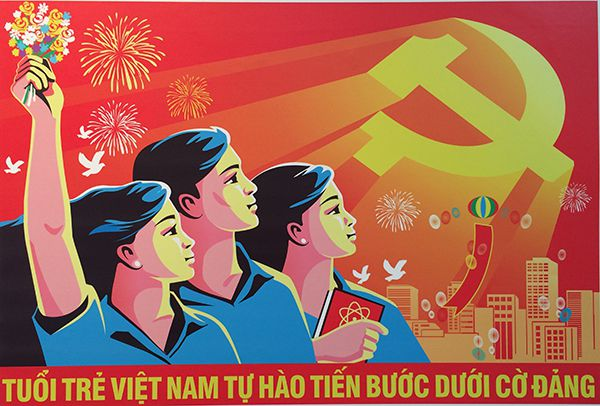 TUỔI TRẺ VIỆT NAM TỰ HÀO TIẾN BƯỚC DƯỚI CỜ ĐẢNG